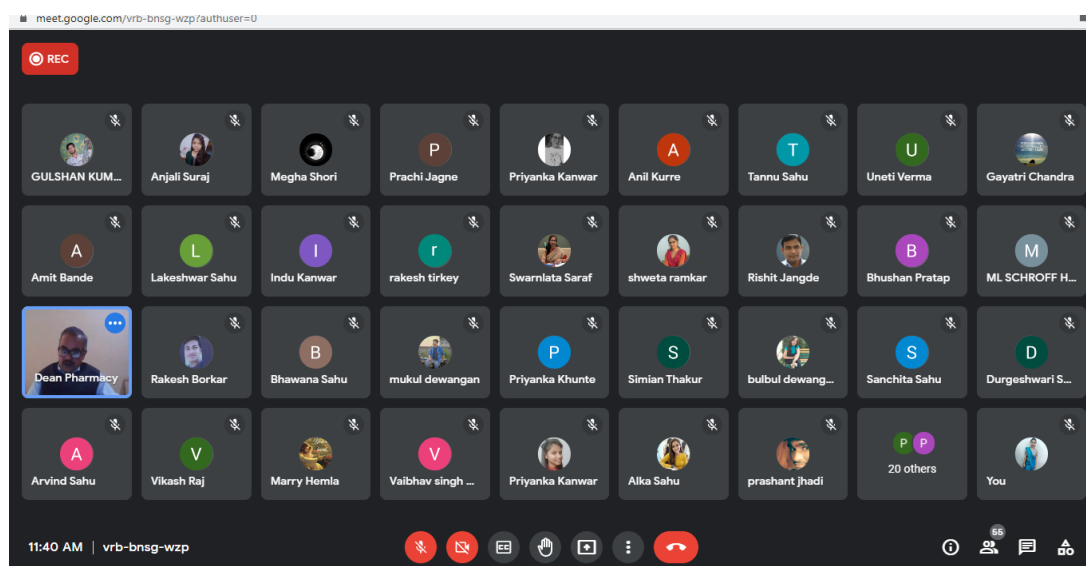 meet.google.com/vrb-bnsg-wzp?authuser=0
REC
GULSHAN KUM...
Anjali Suraj
Megha Shori
P
Prachi Jagne
Priyanka Kanwar
A
Anil Kurre
T
Tannu Sahu
U
Uneti Verma
Gayatri Chandra
A
Amit Bande
L
Lakeshwar Sahu
I
Indu Kanwar
r
rakesh tirkey
Swarnlata Saraf
shweta ramkar
Rishit Jangde
B
Bhushan Pratap
M
ML SCHROFF H...
Dean Pharmacy
Rakesh Borkar
B
Bhawana Sahu
mukul dewangan
P
Priyanka Khunte
S
Simian Thakur
bulbul dewang...
S
Sanchita Sahu
D
Durgeshwari S...
A
Arvind Sahu
V
Vikash Raj
Marry Hemla
V
Vaibhav singh ...
Priyanka Kanwar
Alka Sahu
prashant jhadi
P P
20 others
You
11:40 AM | vrb-bnsg-wzp
CC
55